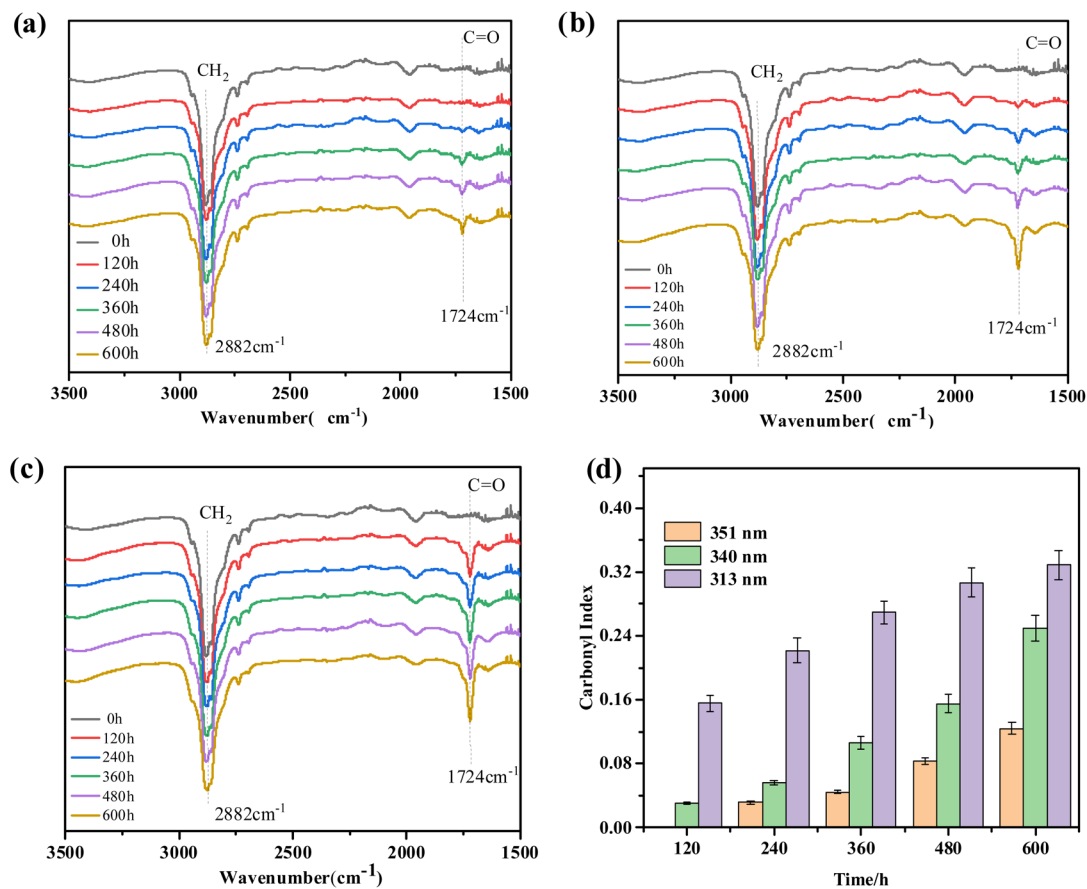 (a)
C=O
CH₂
0h
120h
240h
360h
480h
600h
1724cm⁻¹
2882cm⁻¹
3500 3000 2500 2000 1500
Wavenumber( cm⁻¹)
(b)
C=O
CH₂
0h
120h
240h
360h
480h
600h
1724cm⁻¹
2882cm⁻¹
3500 3000 2500 2000 1500
Wavenumber( cm⁻¹)
(c)
C=O
CH₂
0h
120h
240h
360h
480h
600h
1724cm⁻¹
2882cm⁻¹
3500 3000 2500 2000 1500
Wavenumber(cm⁻¹)
(d)
351 nm
340 nm
313 nm
Carbonyl Index
0.40
0.32
0.24
0.16
0.08
0.00
120 240 360 480 600
Time/h